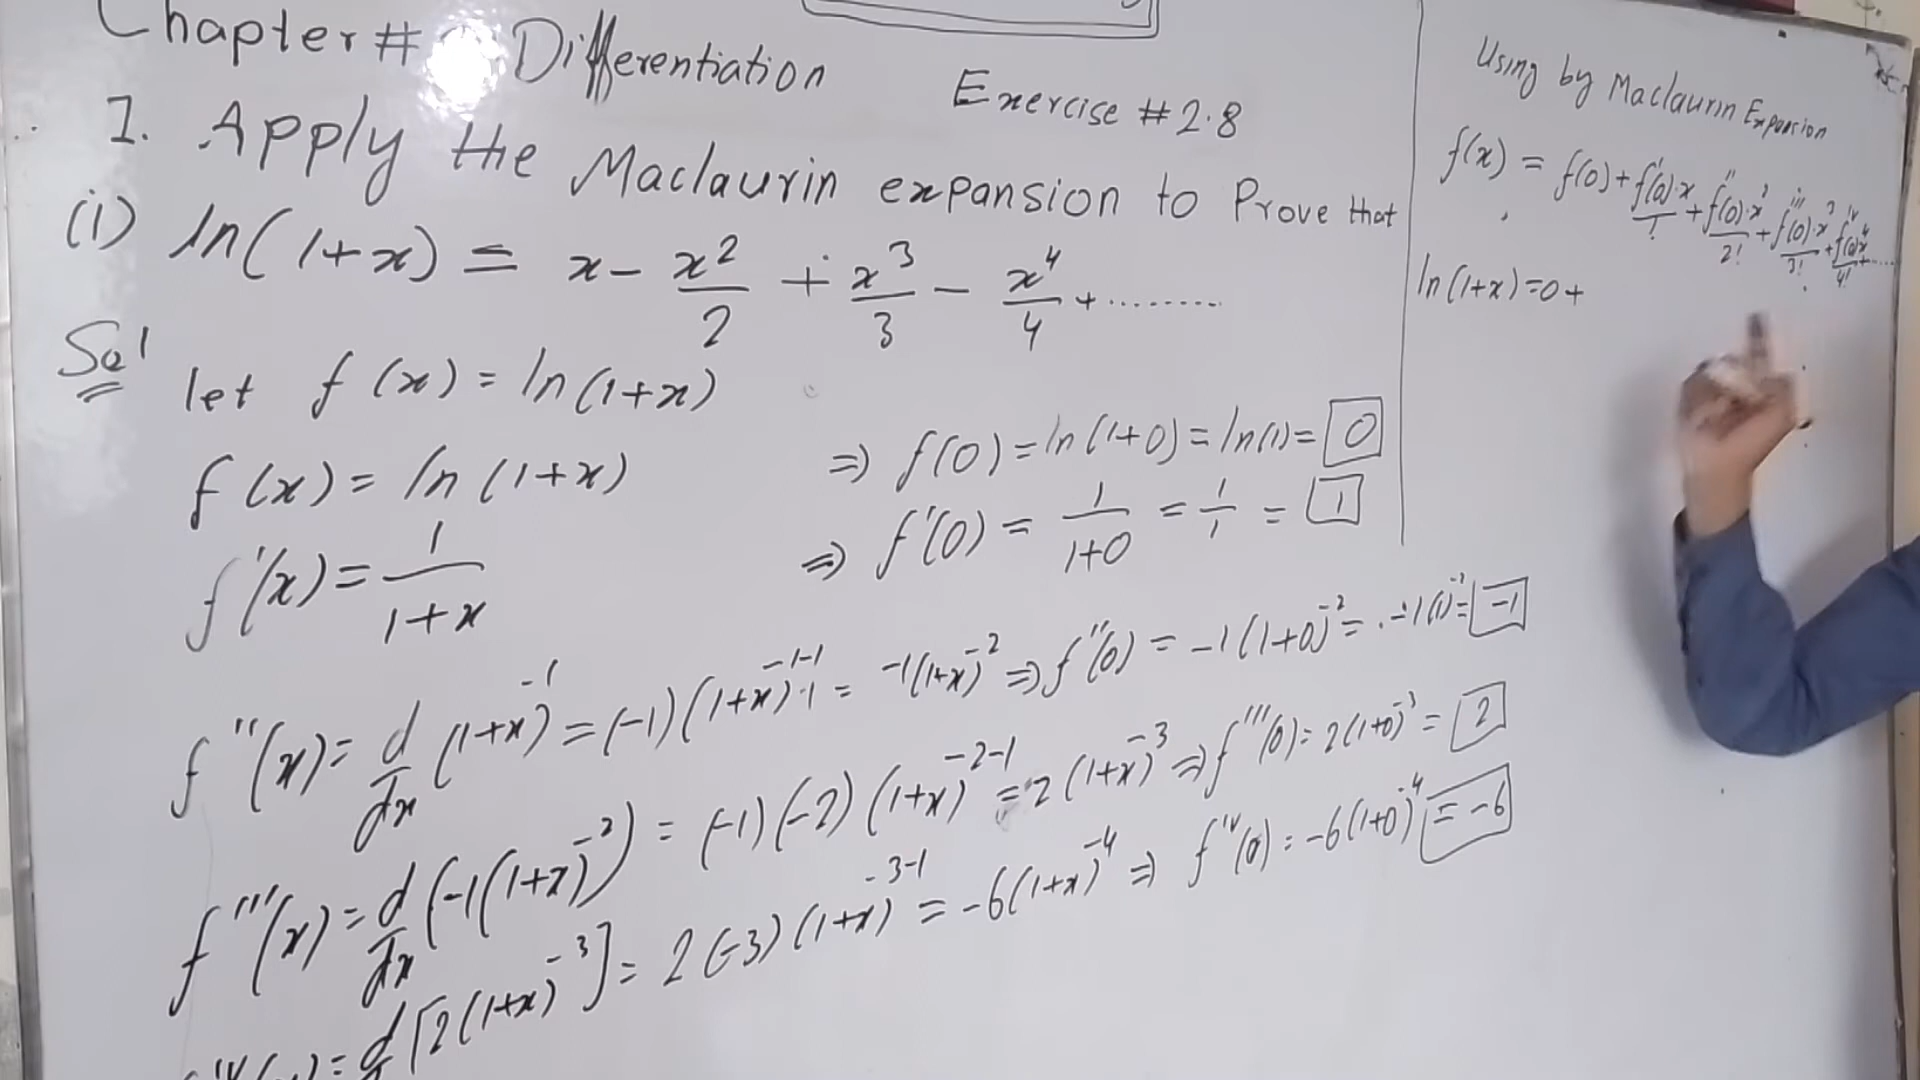 Chapter # Differentiation
Exercise #2.8
1. Apply the Maclaurin expansion to Prove that
(i) ln(1+x) = x - x²/2 + x³/3 - x⁴/4 + ........
Sol
let f(x) = ln(1+x)
f(x) = ln(1+x) ⇒ f(0) = ln(1+0) = ln(1) = 0
f'(x) = 1/(1+x) ⇒ f'(0) = 1/(1+0) = 1/1 = 1
f''(x) = d/dx (1+x)⁻¹ = (-1)(1+x)⁻¹⁻¹·1 = -1(1+x)⁻² ⇒ f''(0) = -1(1+0)⁻² = -1(1)⁻² = -1
f'''(x) = d/dx (-1(1+x)⁻²) = (-1)(-2)(1+x)⁻²⁻¹ = 2(1+x)⁻³ ⇒ f'''(0) = 2(1+0)⁻³ = 2
= d [2(1+x)⁻³] = 2(-3)(1+x)⁻³⁻¹ = -6(1+x)⁻⁴ ⇒ f⁗(0) = -6(1+0)⁻⁴ = -6
Using by Maclaurin Expansion
f(x) = f(0) + f'(0)·x/1! + f''(0)·x²/2! + f'''(0)·x³/3! + f⁗(0)x⁴/4! + ......
ln(1+x) = 0 +